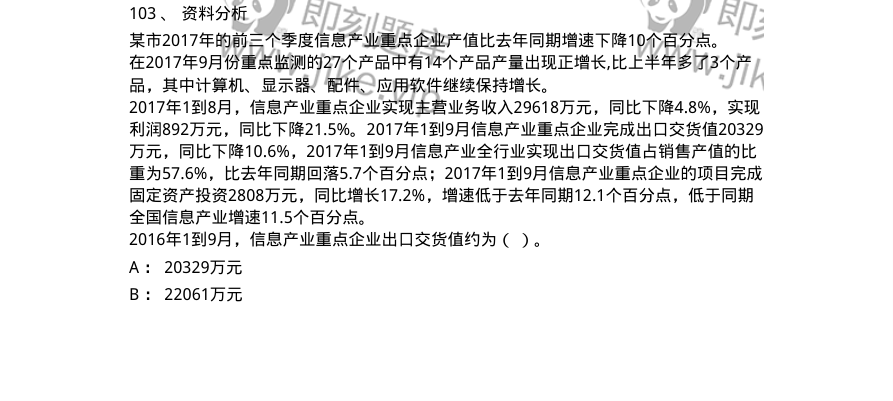 103 、 资料分析
某市2017年的前三个季度信息产业重点企业产值比去年同期增速下降10个百分点。
在2017年9月份重点监测的27个产品中有14个产品产量出现正增长,比上半年多了3个产
品，其中计算机、显示器、配件、应用软件继续保持增长。
2017年1到8月，信息产业重点企业实现主营业务收入29618万元，同比下降4.8%，实现
利润892万元，同比下降21.5%。2017年1到9月信息产业重点企业完成出口交货值20329
万元，同比下降10.6%，2017年1到9月信息产业全行业实现出口交货值占销售产值的比
重为57.6%，比去年同期回落5.7个百分点；2017年1到9月信息产业重点企业的项目完成
固定资产投资2808万元，同比增长17.2%，增速低于去年同期12.1个百分点，低于同期
全国信息产业增速11.5个百分点。
2016年1到9月，信息产业重点企业出口交货值约为（ ）。
A： 20329万元
B： 22061万元
即刻题库
www.jike.vip
即刻
www.jik